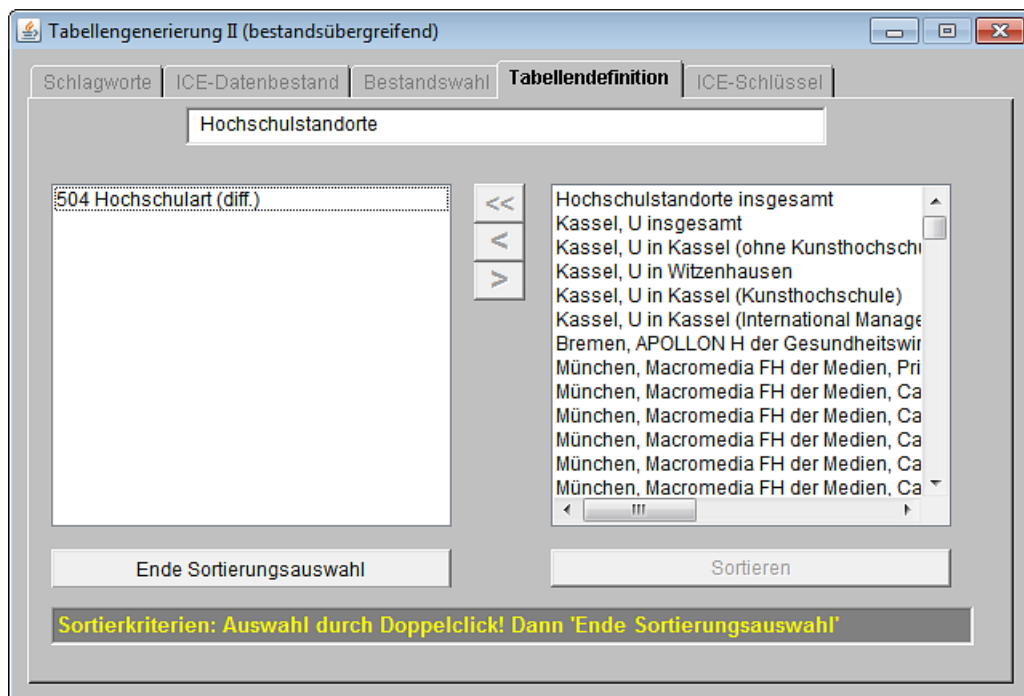 Tabellengenerierung II (bestandsübergreifend)
Schlagworte ICE-Datenbestand Bestandswahl Tabellendefinition ICE-Schlüssel
Hochschulstandorte
504 Hochschulart (diff.)
<<
<
>
Hochschulstandorte insgesamt
Kassel, U insgesamt
Kassel, U in Kassel (ohne Kunsthochschu
Kassel, U in Witzenhausen
Kassel, U in Kassel (Kunsthochschule)
Kassel, U in Kassel (International Manage
Bremen, APOLLON H der Gesundheitswir
München, Macromedia FH der Medien, Pri
München, Macromedia FH der Medien, Ca
München, Macromedia FH der Medien, Ca
München, Macromedia FH der Medien, Ca
München, Macromedia FH der Medien, Ca
München, Macromedia FH der Medien, Ca
Ende Sortierungsauswahl
Sortieren
Sortierkriterien: Auswahl durch Doppelclick! Dann 'Ende Sortierungsauswahl'